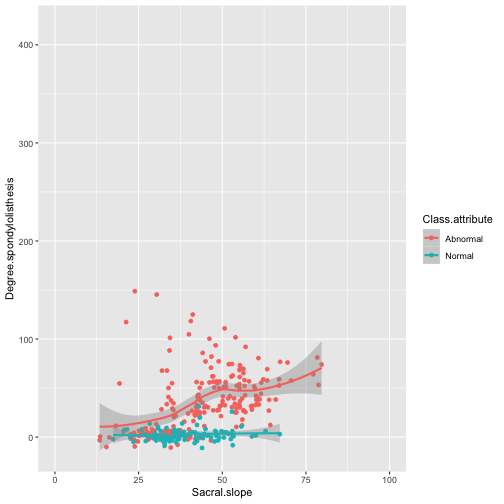 400
300
200
100
0
0
25
50
75
100
Sacral.slope
Degree.spondylolisthesis
Class.attribute
Abnormal
Normal